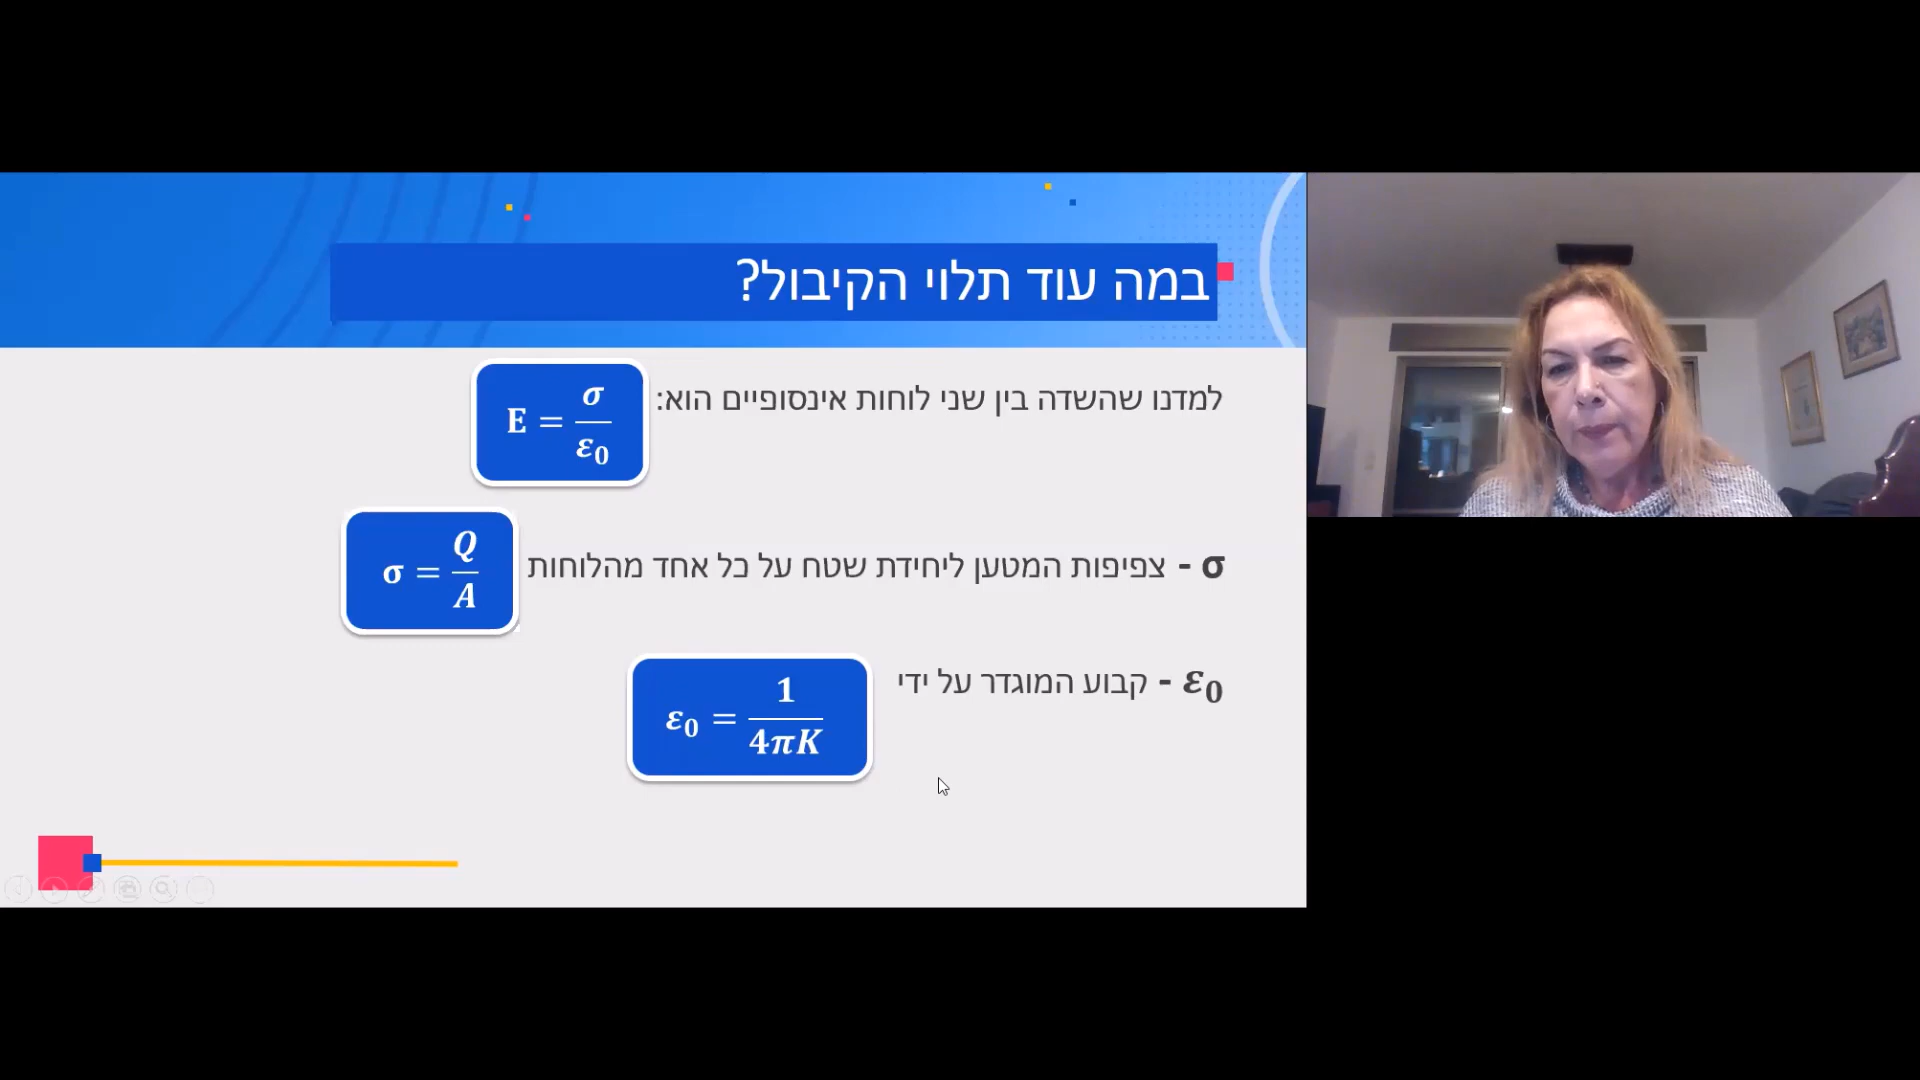 במה עוד תלוי הקיבול?
למדנו שהשדה בין שני לוחות אינסופיים הוא:
E = σ/ε₀
σ - צפיפות המטען ליחידת שטח על כל אחד מהלוחות
σ = Q/A
ε₀ - קבוע המוגדר על ידי
ε₀ = 1/4πK